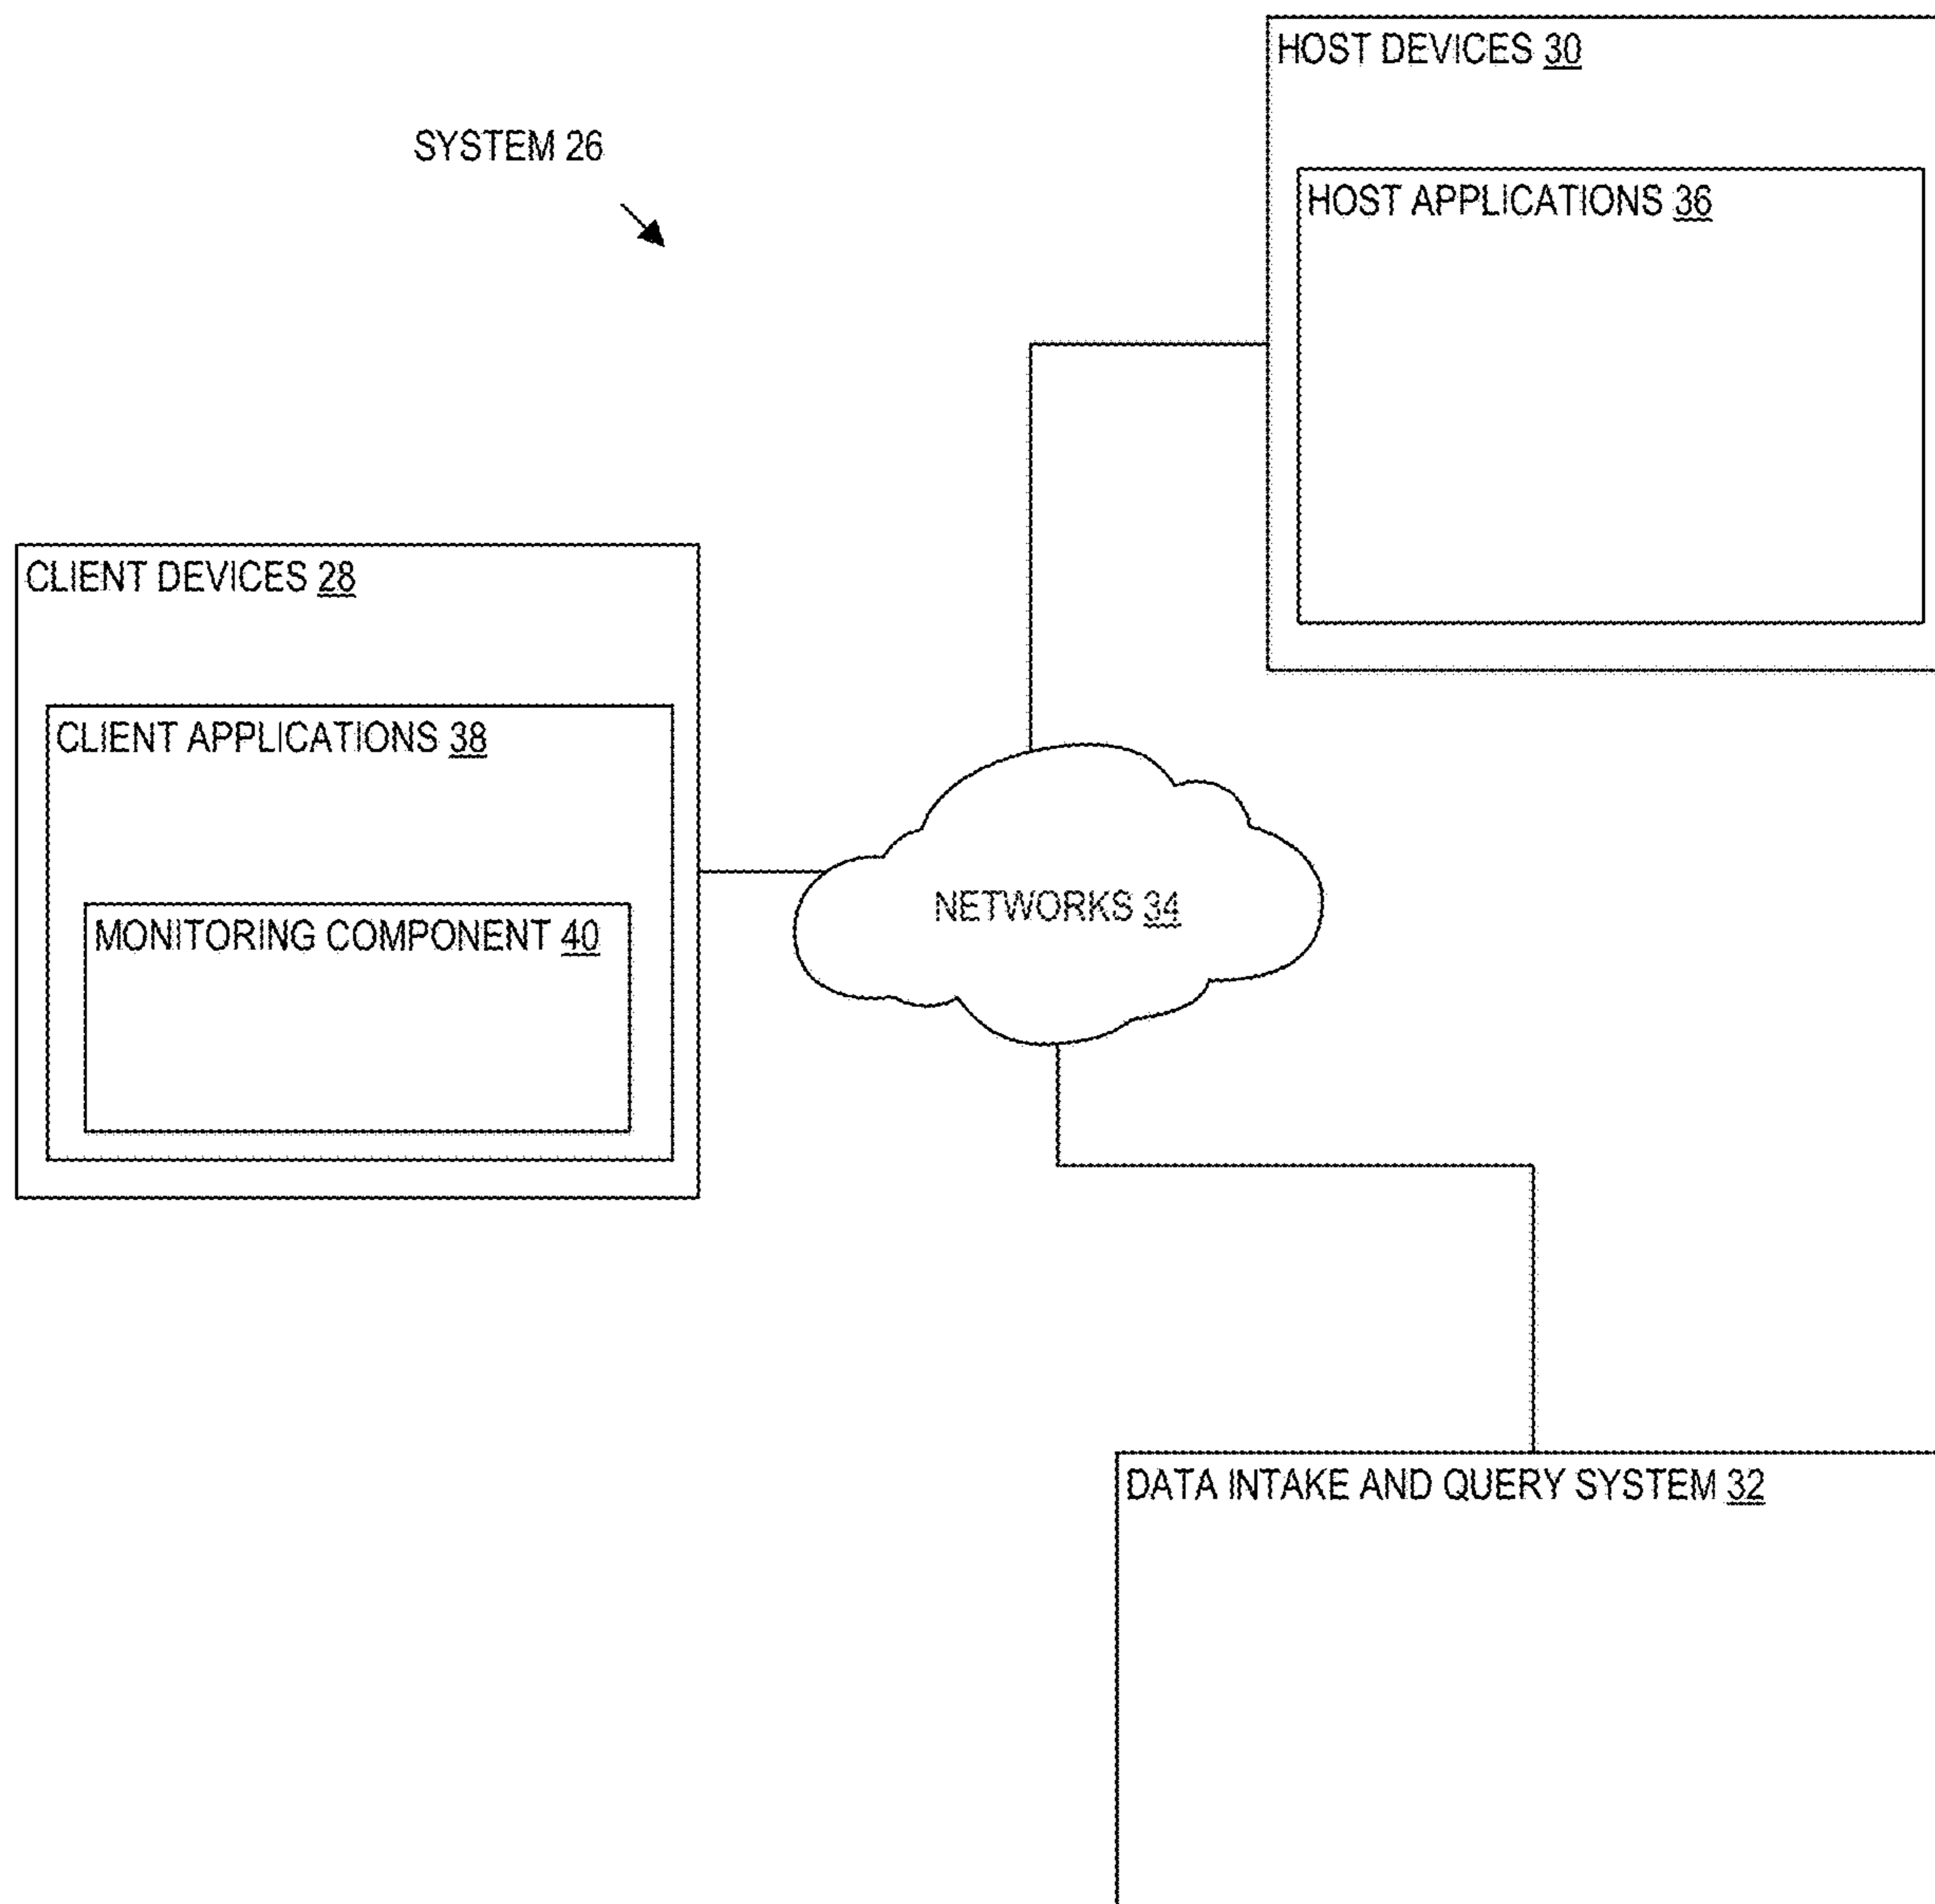 HOST DEVICES 30
SYSTEM 26
HOST APPLICATIONS 36
CLIENT DEVICES 28
CLIENT APPLICATIONS 38
NETWORKS 34
MONITORING COMPONENT 40
DATA INTAKE AND QUERY SYSTEM 32